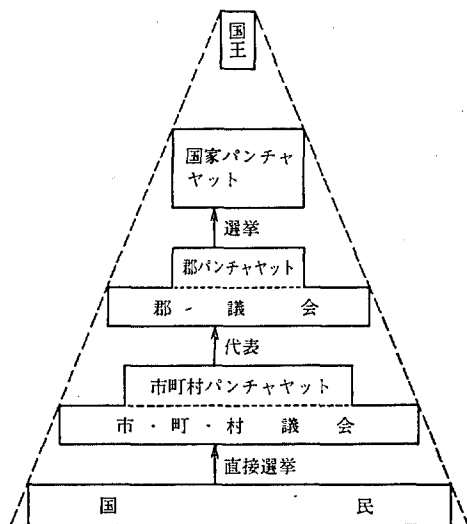 国王
国家パンチャ
ヤット
選挙
郡パンチャヤット
郡 議 会
代表
市町村パンチャヤット
市・町・村 議 会
直接選挙
国 民